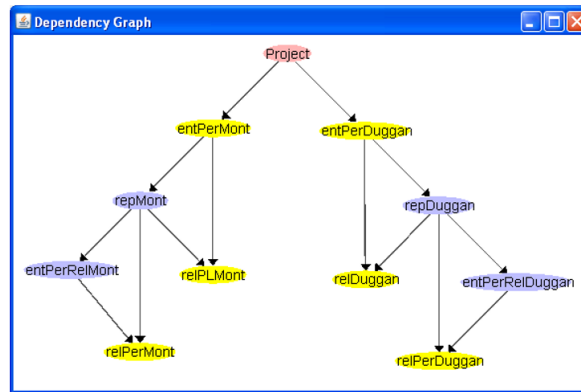 Dependency Graph
Project
entPerMont
entPerDuggan
repMont
repDuggan
entPerRelMont
relPLMont
relDuggan
entPerRelDuggan
relPerMont
relPerDuggan